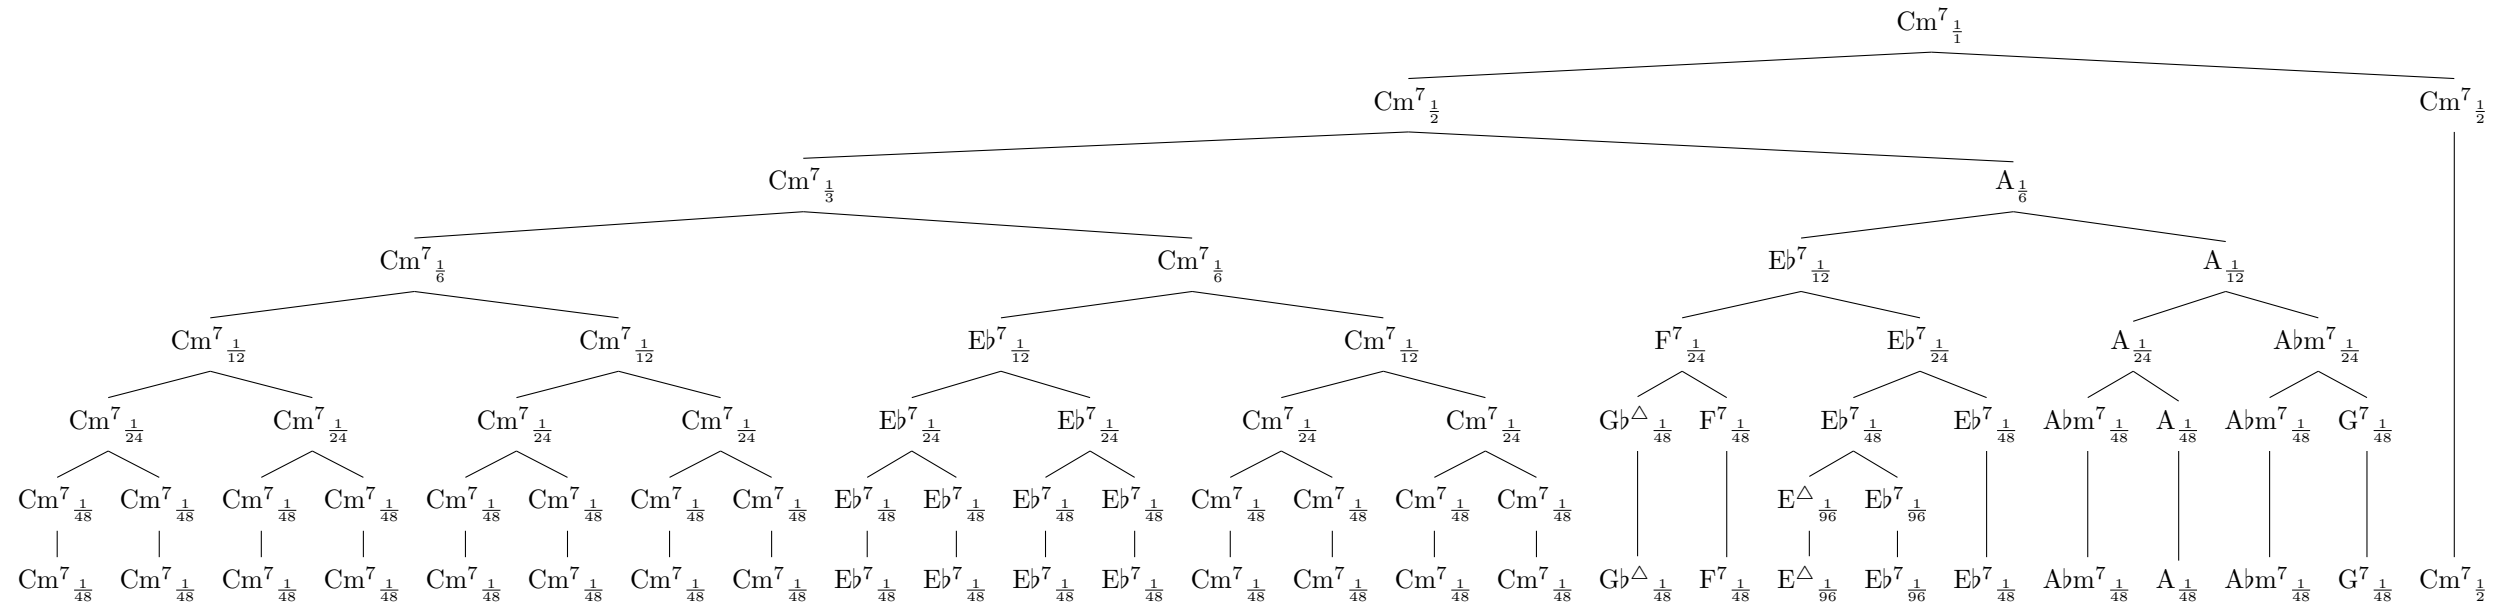 Cm⁷ 1/1
Cm⁷ 1/2 Cm⁷ 1/2
Cm⁷ 1/3 A 1/6
Cm⁷ 1/6 Cm⁷ 1/6 E♭⁷ 1/12 A 1/12
Cm⁷ 1/12 Cm⁷ 1/12 E♭⁷ 1/12 Cm⁷ 1/12 F⁷ 1/24 E♭⁷ 1/24 A 1/24 A♭m⁷ 1/24
Cm⁷ 1/24 Cm⁷ 1/24 Cm⁷ 1/24 Cm⁷ 1/24 E♭⁷ 1/24 E♭⁷ 1/24 Cm⁷ 1/24 Cm⁷ 1/24 G♭△ 1/48 F⁷ 1/48 E♭⁷ 1/48 E♭⁷ 1/48 A♭m⁷ 1/48 A 1/48 A♭m⁷ 1/48 G⁷ 1/48
Cm⁷ 1/48 Cm⁷ 1/48 Cm⁷ 1/48 Cm⁷ 1/48 Cm⁷ 1/48 Cm⁷ 1/48 Cm⁷ 1/48 Cm⁷ 1/48 E♭⁷ 1/48 E♭⁷ 1/48 E♭⁷ 1/48 E♭⁷ 1/48 Cm⁷ 1/48 Cm⁷ 1/48 Cm⁷ 1/48 Cm⁷ 1/48 E△ 1/96 E♭⁷ 1/96
Cm⁷ 1/48 Cm⁷ 1/48 Cm⁷ 1/48 Cm⁷ 1/48 Cm⁷ 1/48 Cm⁷ 1/48 Cm⁷ 1/48 Cm⁷ 1/48 E♭⁷ 1/48 E♭⁷ 1/48 E♭⁷ 1/48 E♭⁷ 1/48 Cm⁷ 1/48 Cm⁷ 1/48 Cm⁷ 1/48 Cm⁷ 1/48 G♭△ 1/48 F⁷ 1/48 E△ 1/96 E♭⁷ 1/96 E♭⁷ 1/48 A♭m⁷ 1/48 A 1/48 A♭m⁷ 1/48 G⁷ 1/48 Cm⁷ 1/2